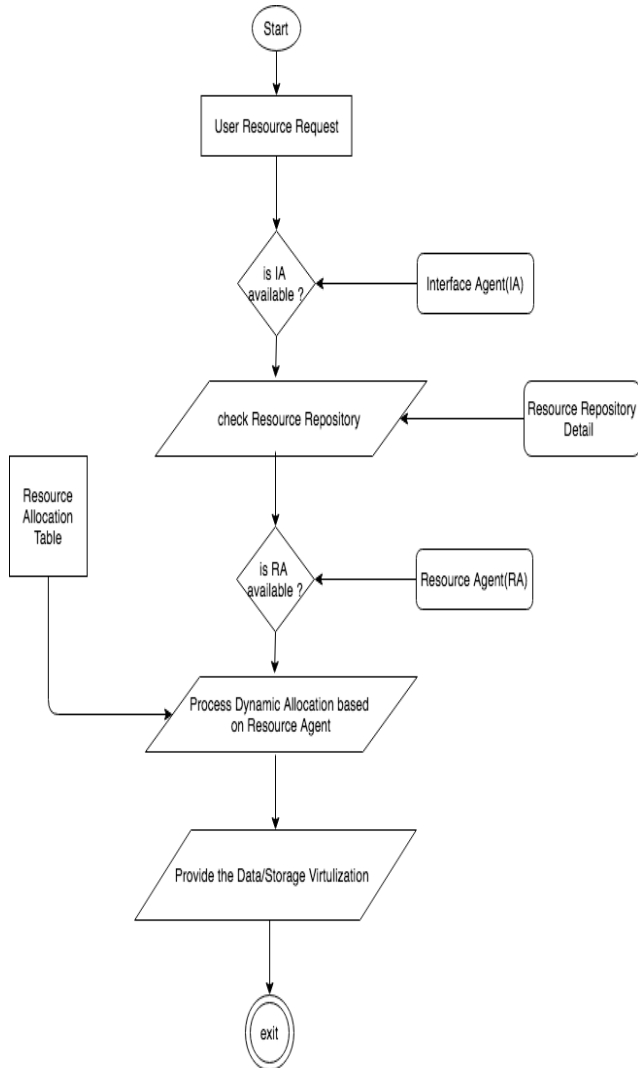 Start
User Resource Request
is IA
available ?
Interface Agent(IA)
check Resource Repository
Resource Repository
Detail
Resource
Allocation
Table
is RA
available ?
Resource Agent(RA)
Process Dynamic Allocation based
on Resource Agent
Provide the Data/Storage Virtulization
exit